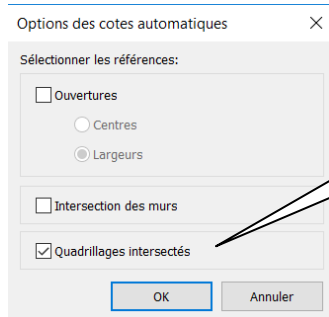 Options des cotes automatiques
Sélectionner les références:
Ouvertures
Centres
Largeurs
Intersection des murs
Quadrillages intersectés
OK Annuler